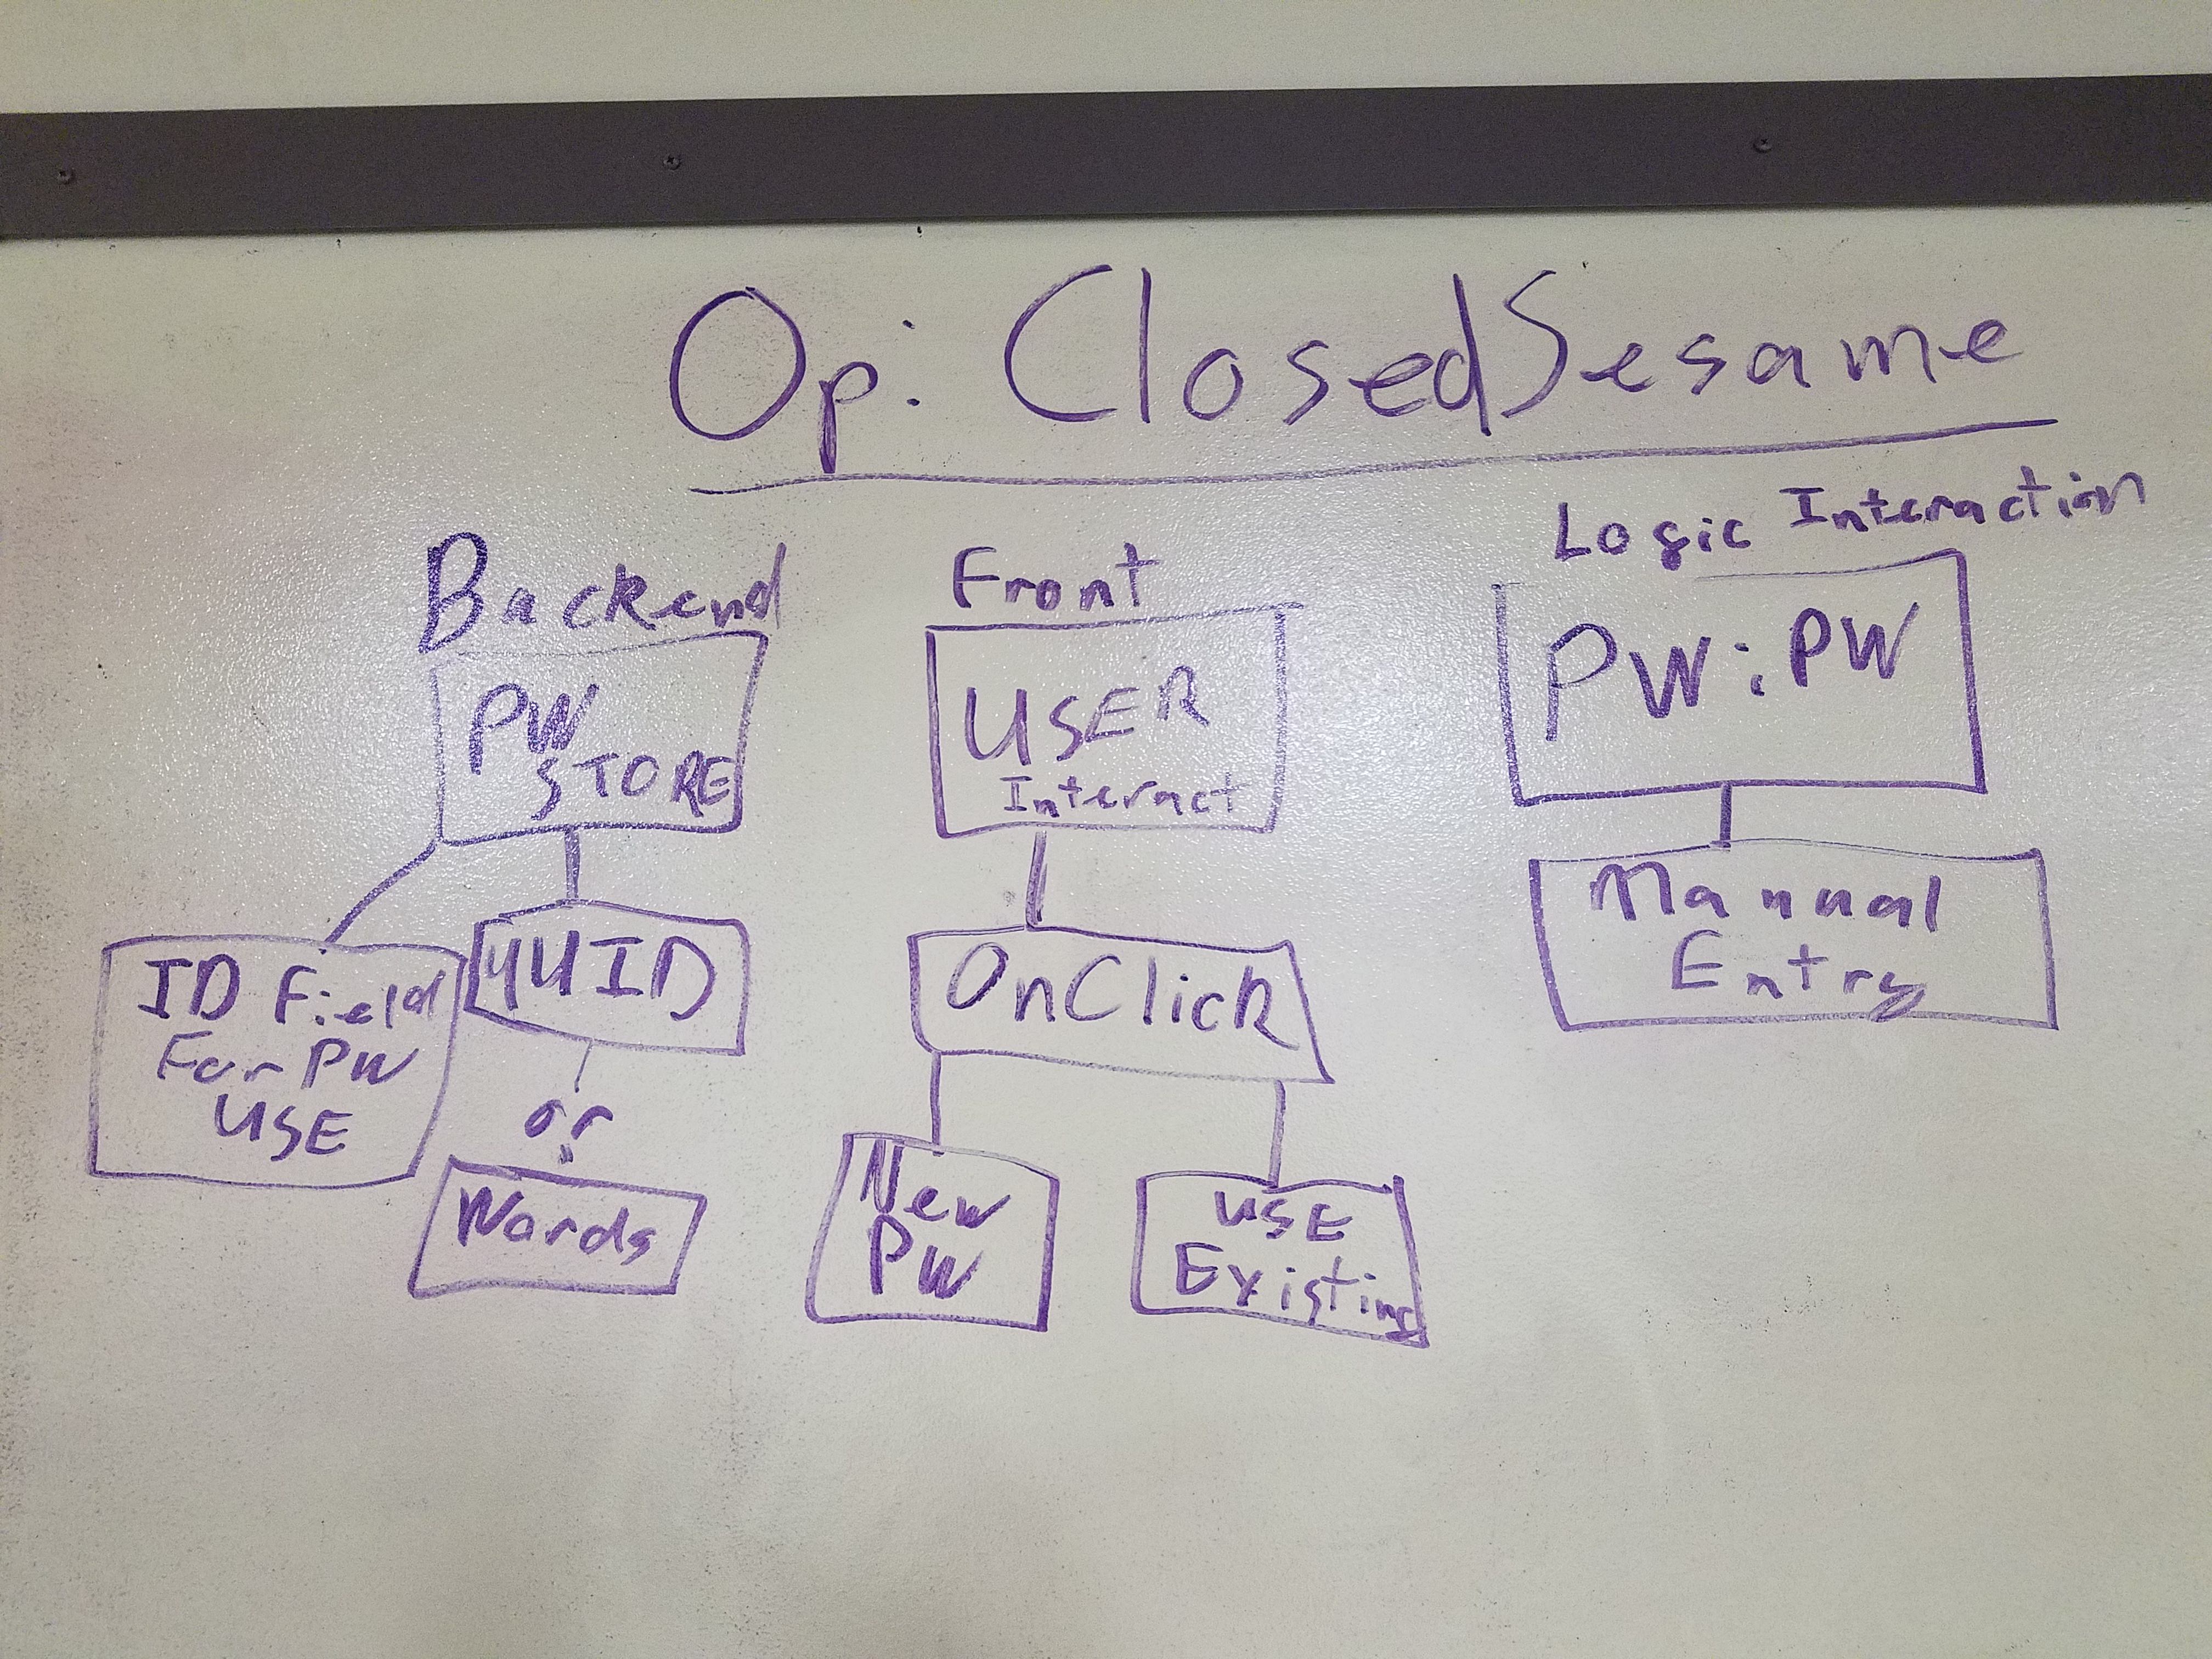 Op: ClosedSesame
Backend
PW
STORE
ID Field
For PW
USE
UUID
or
Words
Front
USER
Interact
OnClick
New
PW
USE
Existing
Logic Interaction
PW:PW
Manual
Entry